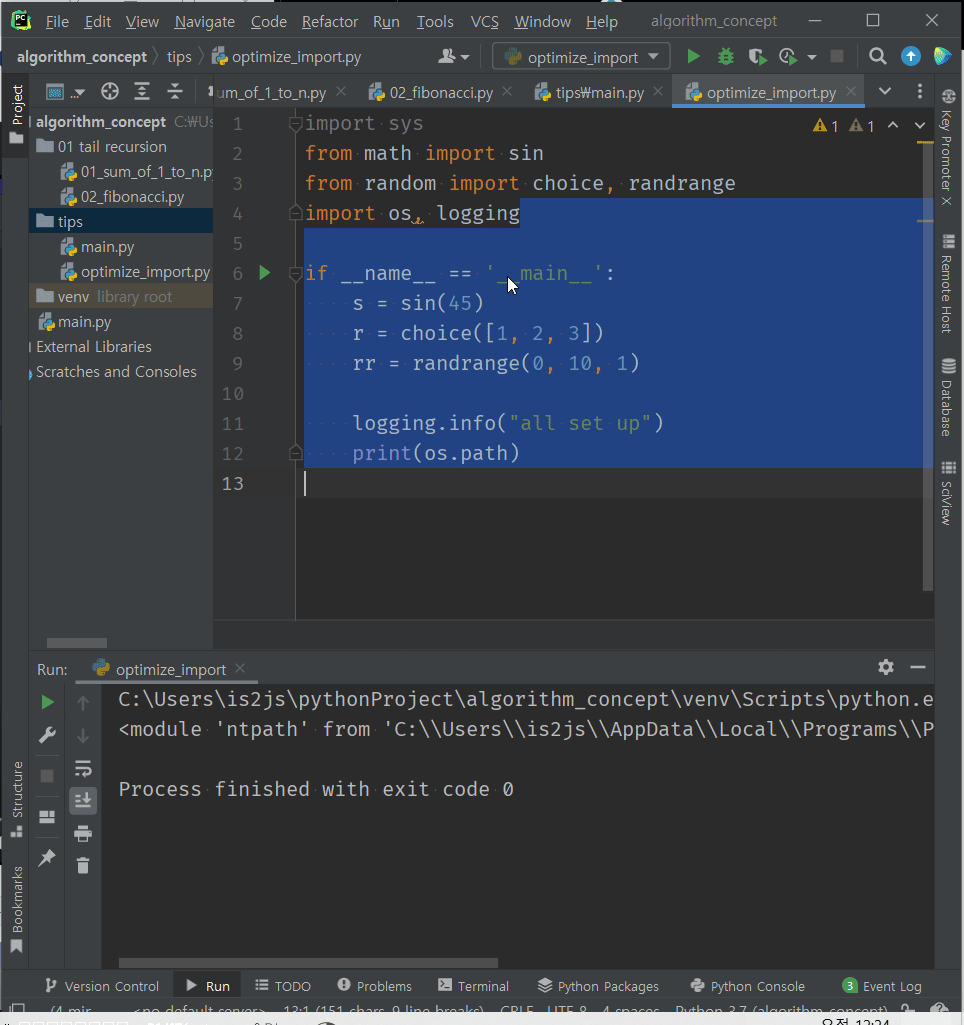 PC File Edit View Navigate Code Refactor Run Tools VCS Window Help algorithm_concept
algorithm_concept tips optimize_import.py optimize_import
um_of_1_to_n.py 02_fibonacci.py tips₩main.py optimize_import.py
Project
algorithm_concept C:₩Us
01 tail recursion
01_sum_of_1_to_n.py
02_fibonacci.py
tips
main.py
optimize_import.py
venv library root
main.py
External Libraries
Scratches and Consoles
1 import sys
2 from math import sin
3 from random import choice, randrange
4 import os, logging
5
6 if __name__ == '__main__':
7 s = sin(45)
8 r = choice([1, 2, 3])
9 rr = randrange(0, 10, 1)
10
11 logging.info("all set up")
12 print(os.path)
13
1 1
Key Promoter X
Remote Host
Database
SciView
Run: optimize_import
C:\Users\is2js\pythonProject\algorithm_concept\venv\Scripts\python.e
<module 'ntpath' from 'C:\\Users\\is2js\\AppData\\Local\\Programs\\P
Process finished with exit code 0
Structure
Bookmarks
Version Control Run TODO Problems Terminal Python Packages Python Console 3 Event Log
<no default server> 13:1 (151 chars, 9 line breaks) CRLF UTF-8 4 spaces Python 3.7 (algorithm_concept)
오전 12:24